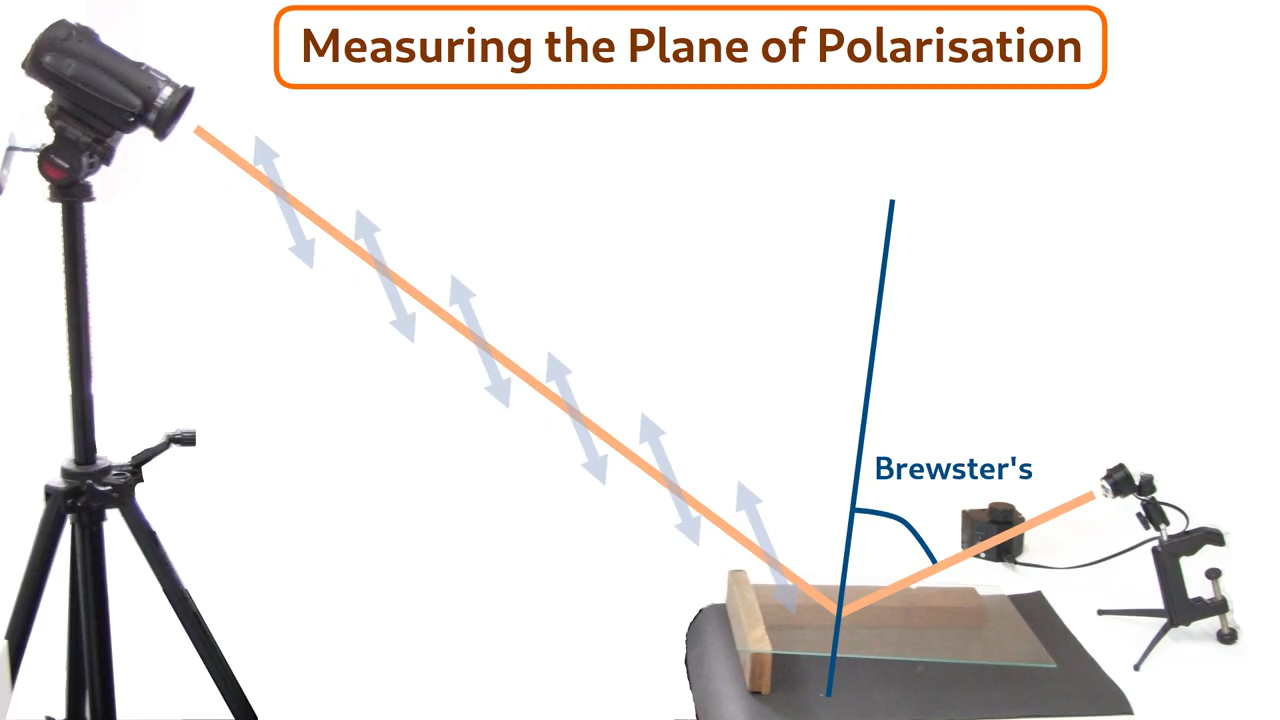 Measuring the Plane of Polarisation
Brewster's